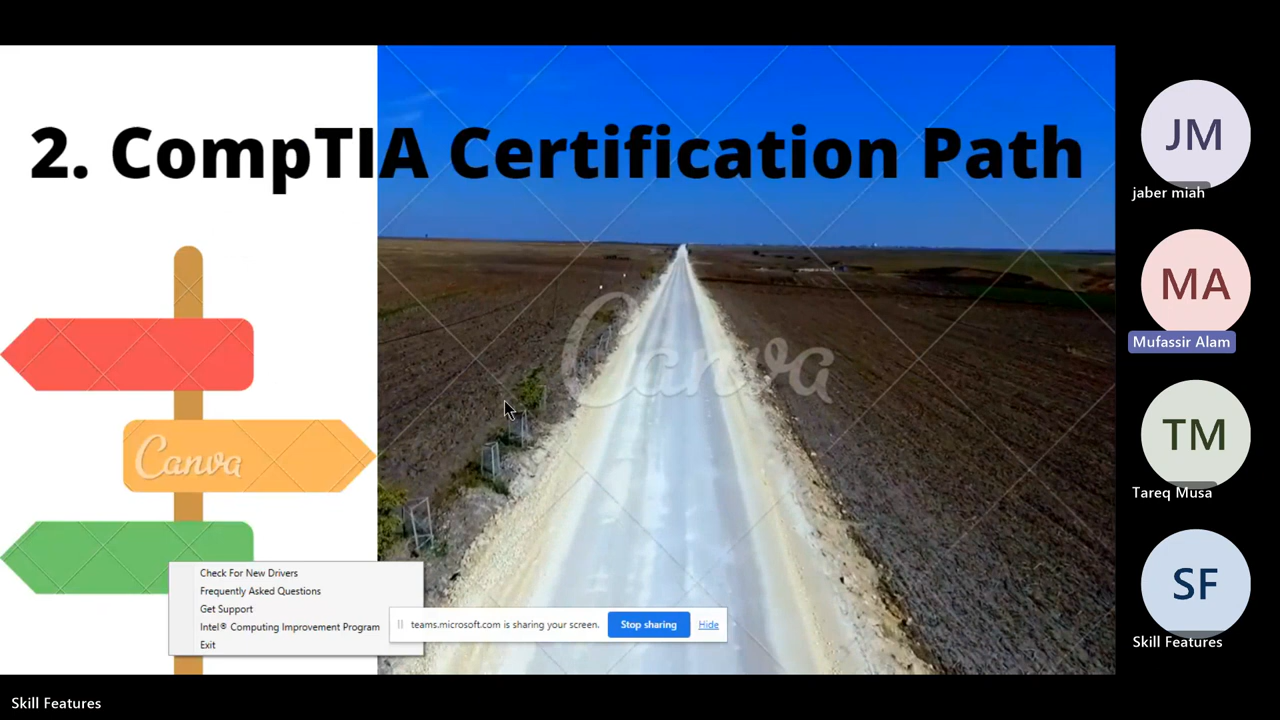 2. CompTIA Certification Path
JM
jaber miah
MA
Mufassir Alam
Canva
Canva
TM
Tareq Musa
Check For New Drivers
Frequently Asked Questions
Get Support
Intel® Computing Improvement Program
Exit
teams.microsoft.com is sharing your screen. Stop sharing Hide
SF
Skill Features
Skill Features